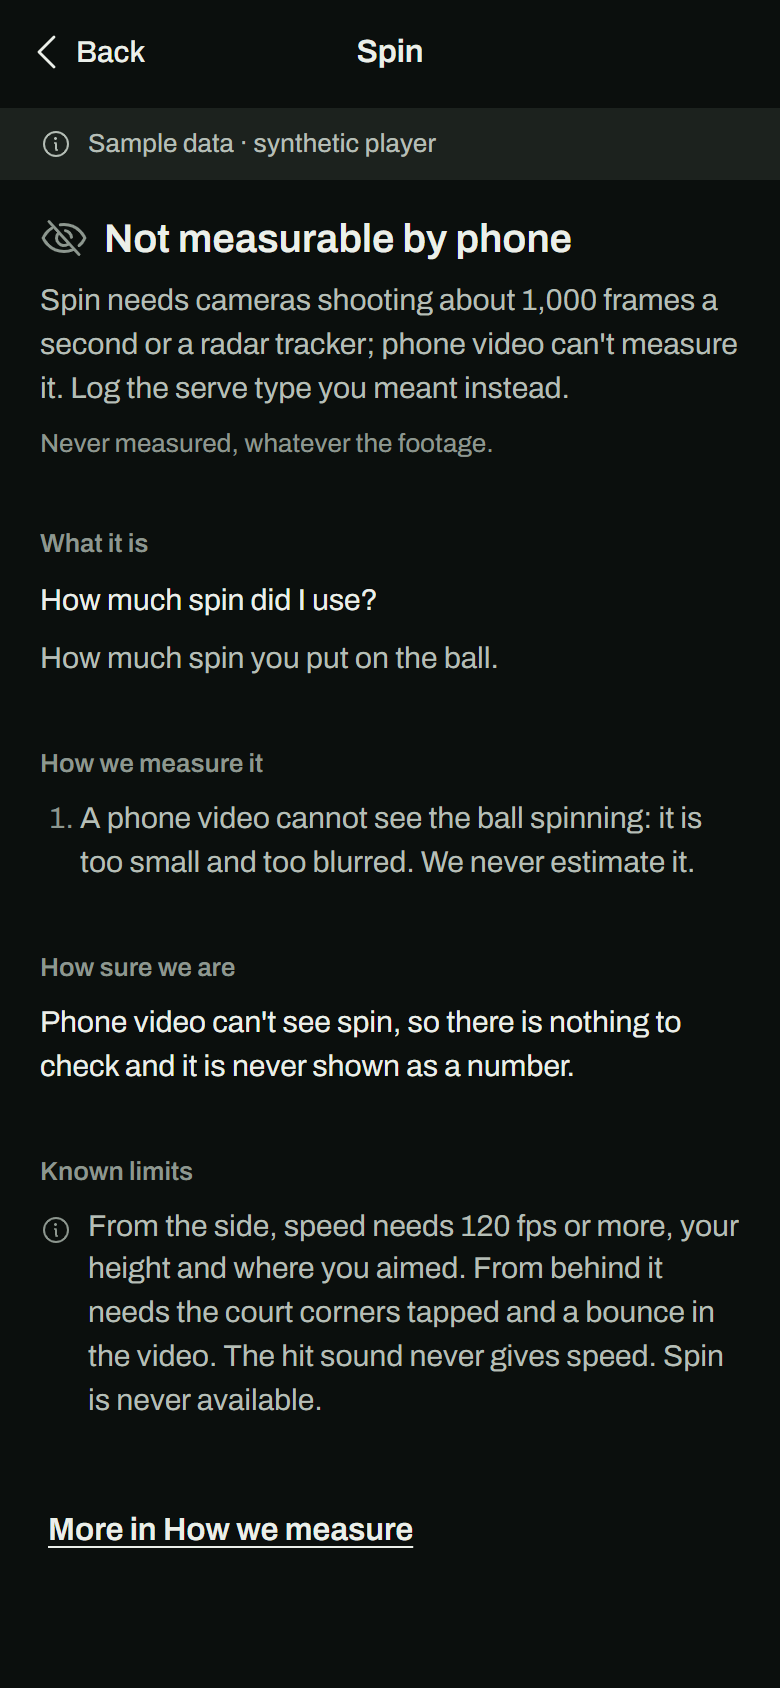 Back
Spin
Sample data · synthetic player
Not measurable by phone
Spin needs cameras shooting about 1,000 frames a
second or a radar tracker; phone video can't measure
it. Log the serve type you meant instead.
Never measured, whatever the footage.
What it is
How much spin did I use?
How much spin you put on the ball.
How we measure it
1. A phone video cannot see the ball spinning: it is
too small and too blurred. We never estimate it.
How sure we are
Phone video can't see spin, so there is nothing to
check and it is never shown as a number.
Known limits
From the side, speed needs 120 fps or more, your
height and where you aimed. From behind it
needs the court corners tapped and a bounce in
the video. The hit sound never gives speed. Spin
is never available.
More in How we measure